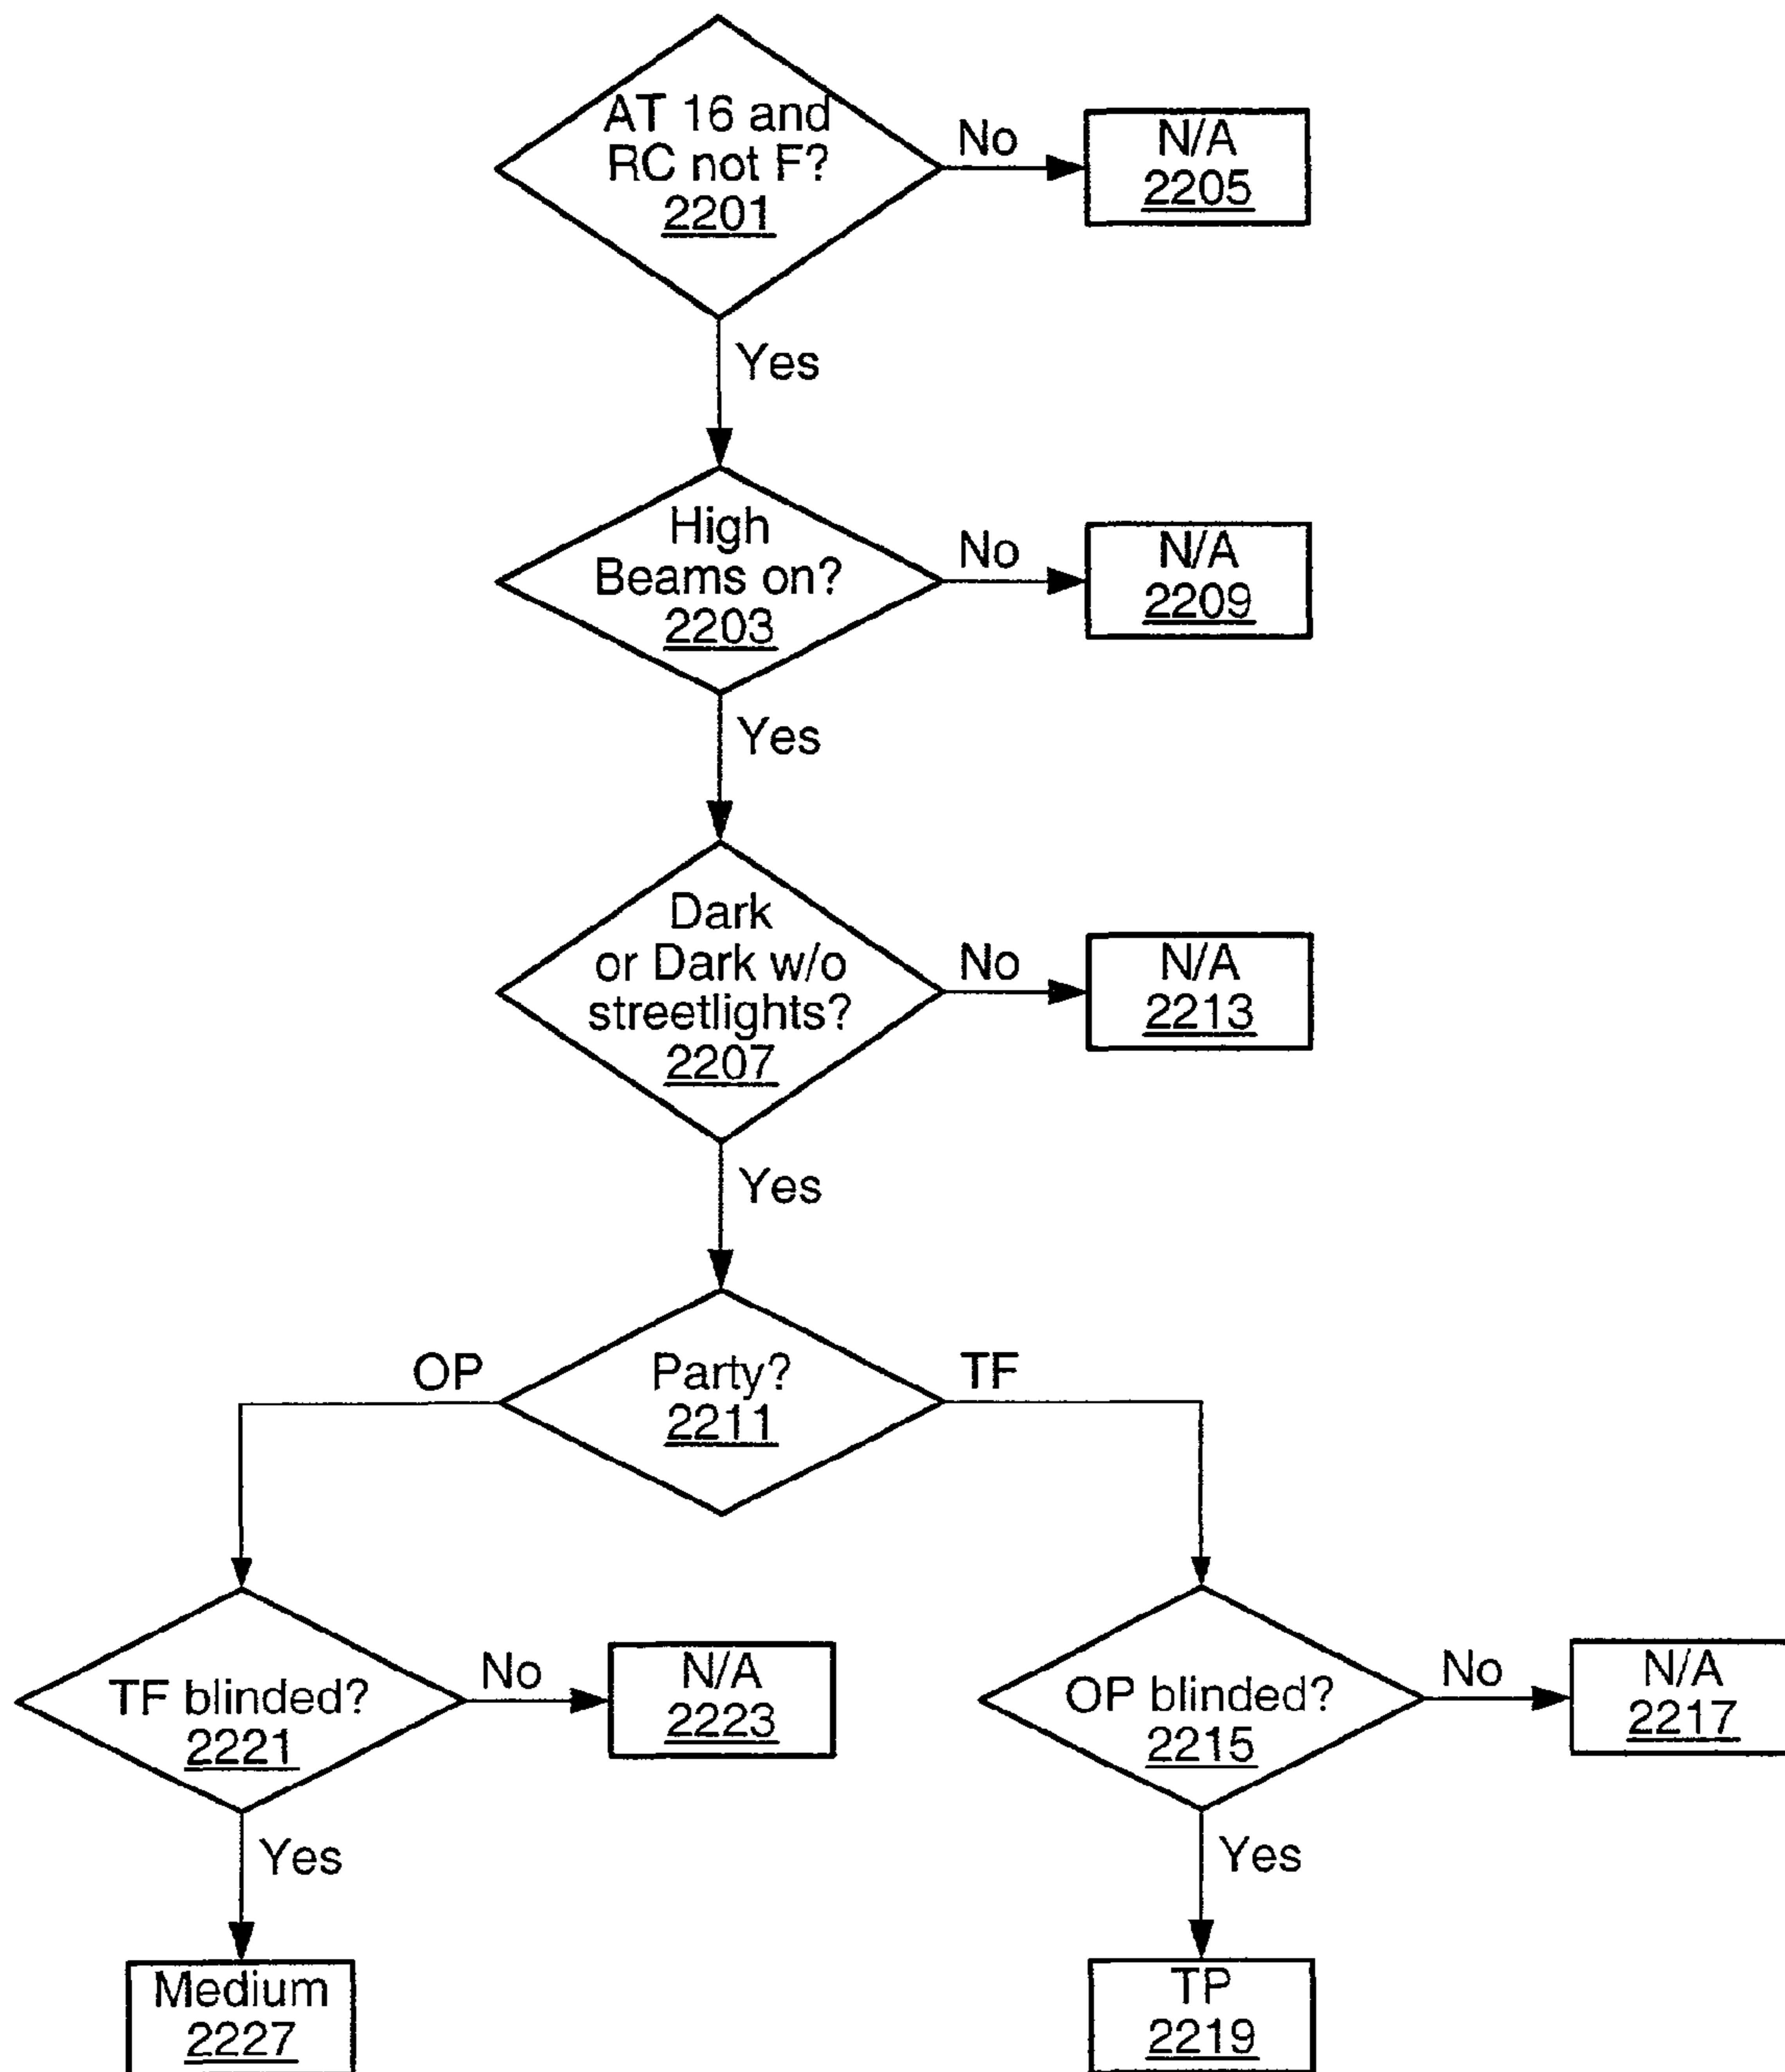 AT 16 and
RC not F?
2201
No
N/A
2205
Yes
High
Beams on?
2203
No
N/A
2209
Yes
Dark
or Dark w/o
streetlights?
2207
No
N/A
2213
Yes
OP
Party?
2211
TF
TF blinded?
2221
No
N/A
2223
OP blinded?
2215
No
N/A
2217
Yes
Yes
Medium
2227
TP
2219